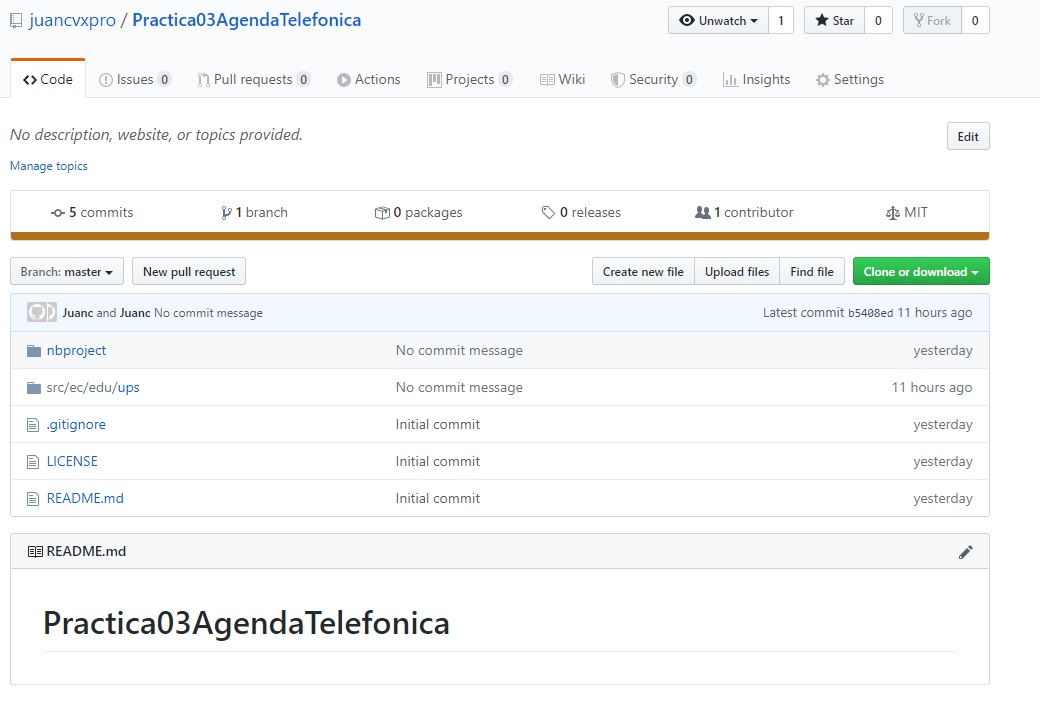 juancvxpro / Practica03AgendaTelefonica Unwatch 1 Star 0 Fork 0
Code Issues 0 Pull requests 0 Actions Projects 0 Wiki Security 0 Insights Settings
No description, website, or topics provided. Edit
Manage topics
5 commits 1 branch 0 packages 0 releases 1 contributor MIT
Branch: master New pull request Create new file Upload files Find file Clone or download
Juanc and Juanc No commit message Latest commit b5408ed 11 hours ago
nbproject No commit message yesterday
src/ec/edu/ups No commit message 11 hours ago
.gitignore Initial commit yesterday
LICENSE Initial commit yesterday
README.md Initial commit yesterday
README.md
Practica03AgendaTelefonica